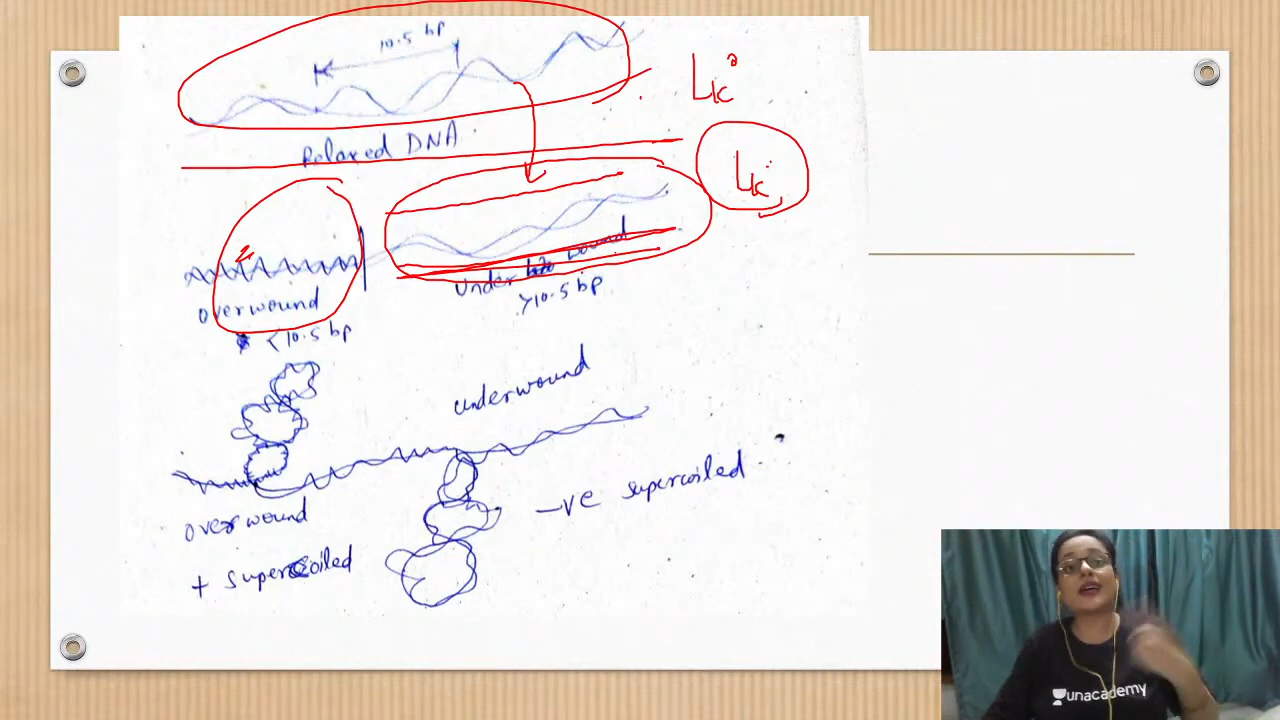 10.5 bp
Lk°
Relaxed DNA
Lk
overwound
<10.5 bp
under wound
>10.5 bp
underwound
overwound
+ supercoiled
-ve supercoiled
unacademy